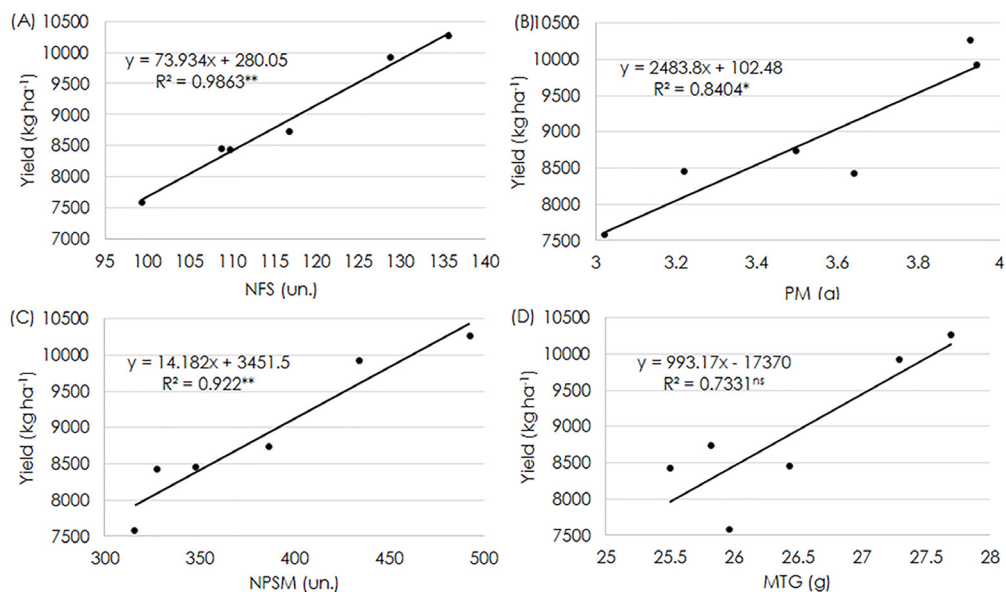 (A)
y = 73.934x + 280.05
R² = 0.9863**
Yield (kg ha⁻¹)
10500
10000
9500
9000
8500
8000
7500
7000
95 100 105 110 115 120 125 130 135 140
NFS (un.)
(B)
y = 2483.8x + 102.48
R² = 0.8404*
Yield (kg ha⁻¹)
10500
10000
9500
9000
8500
8000
7500
3 3.2 3.4 3.6 3.8 4
PM (g)
(C)
y = 14.182x + 3451.5
R² = 0.922**
Yield (kg ha⁻¹)
10500
10000
9500
9000
8500
8000
7500
300 350 400 450 500
NPSM (un.)
(D)
y = 993.17x - 17370
R² = 0.7331ⁿˢ
Yield (kg ha⁻¹)
10500
10000
9500
9000
8500
8000
7500
25 25.5 26 26.5 27 27.5 28
MTG (g)